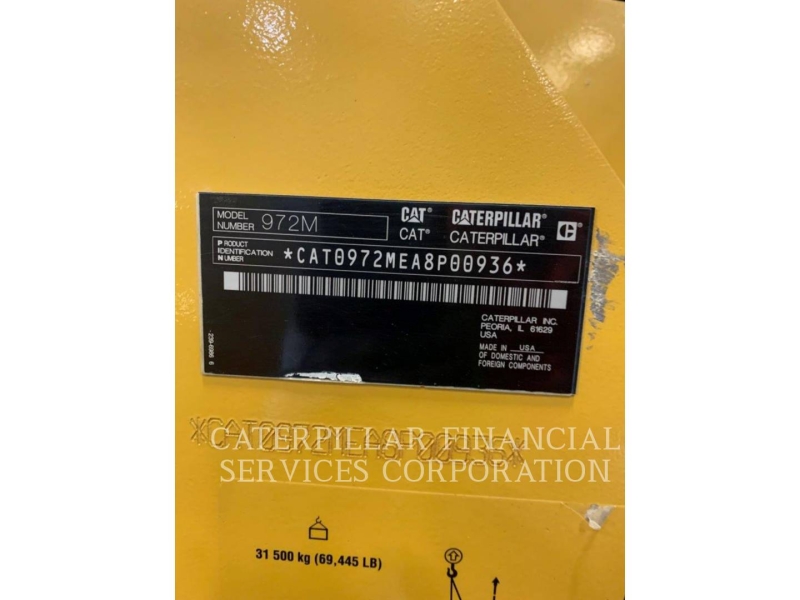 MODEL NUMBER 972M
CAT® CATERPILLAR®
CAT® CATERPILLAR®
PRODUCT IDENTIFICATION NUMBER
*CAT0972MEA8P00936*
CATERPILLAR INC.
PEORIA, IL 61629
USA
MADE IN USA
OF DOMESTIC AND
FOREIGN COMPONENTS
*CAT0972MEA8P00936*
CATERPILLAR FINANCIAL
SERVICES CORPORATION
31 500 kg (69,445 LB)